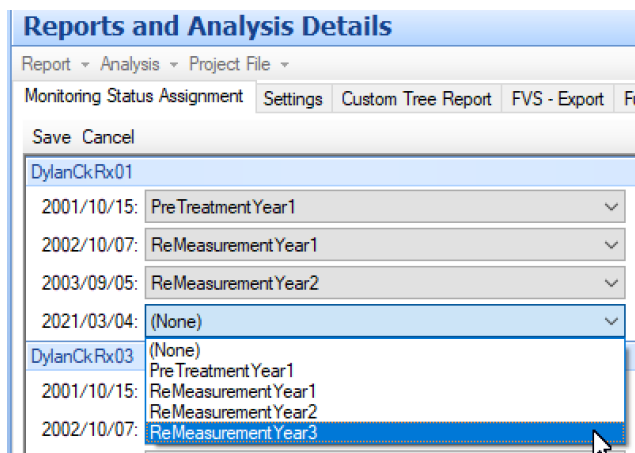 Reports and Analysis Details
Report Analysis Project File
Monitoring Status Assignment Settings Custom Tree Report FVS - Export
Save Cancel
DylanCkRx01
2001/10/15: PreTreatmentYear1
2002/10/07: ReMeasurementYear1
2003/09/05: ReMeasurementYear2
2021/03/04: (None)
(None)
DylanCkRx03
PreTreatmentYear1
2001/10/15: ReMeasurementYear1
ReMeasurementYear2
2002/10/07: ReMeasurementYear3